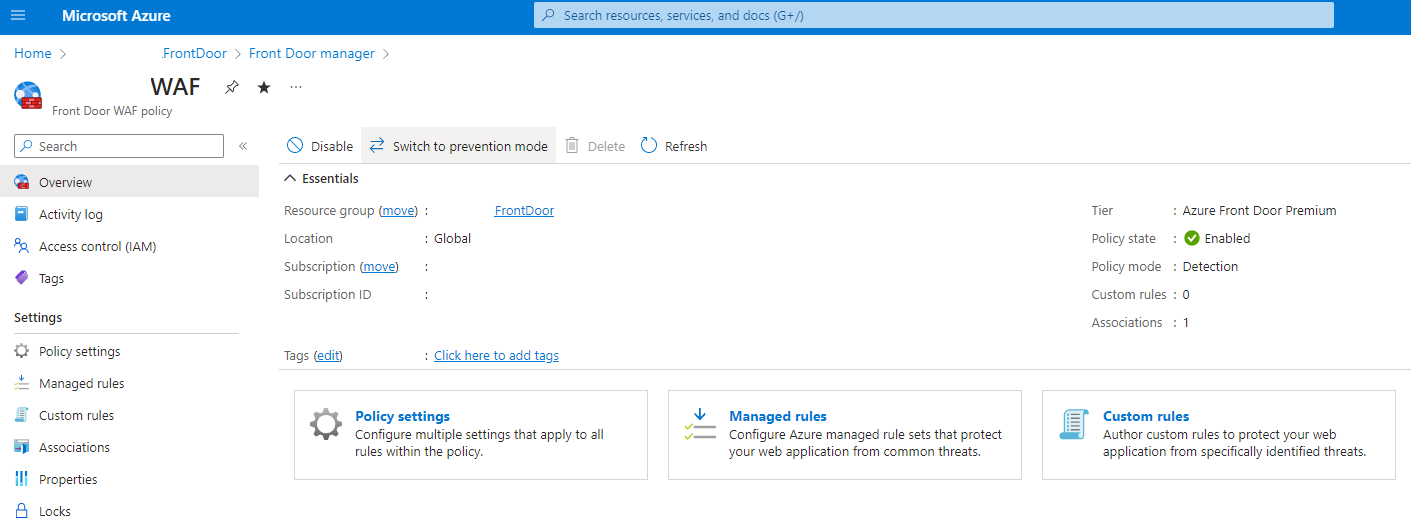 Microsoft Azure
Search resources, services, and docs (G+/)
Home > .FrontDoor > Front Door manager >
WAF ...
Front Door WAF policy
Search «
Disable Switch to prevention mode Delete Refresh
Overview
Activity log
Access control (IAM)
Tags
Settings
Policy settings
Managed rules
Custom rules
Associations
Properties
Locks
Essentials
Resource group (move) : FrontDoor
Location : Global
Subscription (move) :
Subscription ID :
Tags (edit) : Click here to add tags
Tier : Azure Front Door Premium
Policy state : Enabled
Policy mode : Detection
Custom rules : 0
Associations : 1
Policy settings
Configure multiple settings that apply to all
rules within the policy.
Managed rules
Configure Azure managed rule sets that protect
your web application from common threats.
Custom rules
Author custom rules to protect your web
application from specifically identified threats.